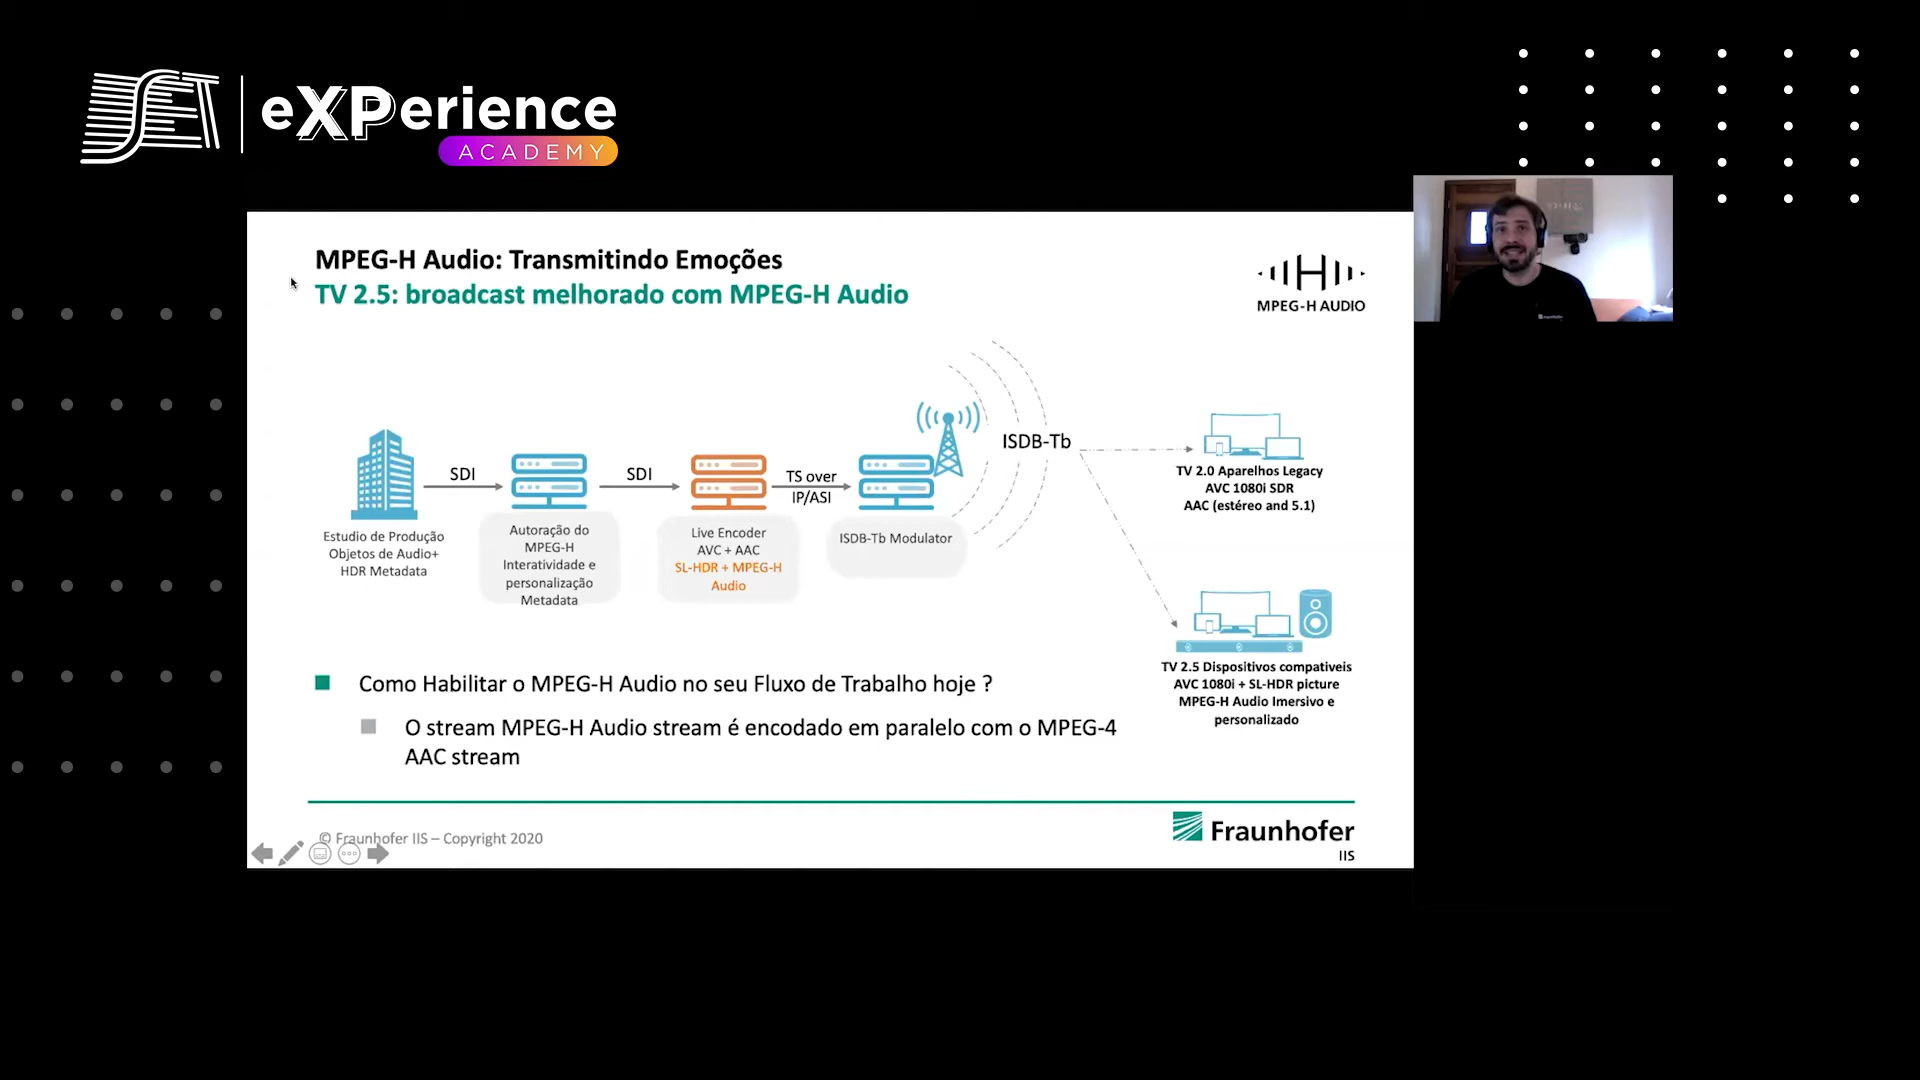 SET
eXPerience
ACADEMY
MPEG-H Audio: Transmitindo Emoções
TV 2.5: broadcast melhorado com MPEG-H Audio
MPEG-H AUDIO
ISDB-Tb
SDI
SDI
TS over
IP/ASI
Estudio de Produção
Objetos de Audio+
HDR Metadata
Autoração do
MPEG-H
Interatividade e
personalização
Metadata
Live Encoder
AVC + AAC
SL-HDR + MPEG-H
Audio
ISDB-Tb Modulator
TV 2.0 Aparelhos Legacy
AVC 1080i SDR
AAC (estéreo and 5.1)
TV 2.5 Dispositivos compativeis
AVC 1080i + SL-HDR picture
MPEG-H Audio Imersivo e
personalizado
Como Habilitar o MPEG-H Audio no seu Fluxo de Trabalho hoje ?
O stream MPEG-H Audio stream é encodado em paralelo com o MPEG-4
AAC stream
© Fraunhofer IIS – Copyright 2020
Fraunhofer
IIS